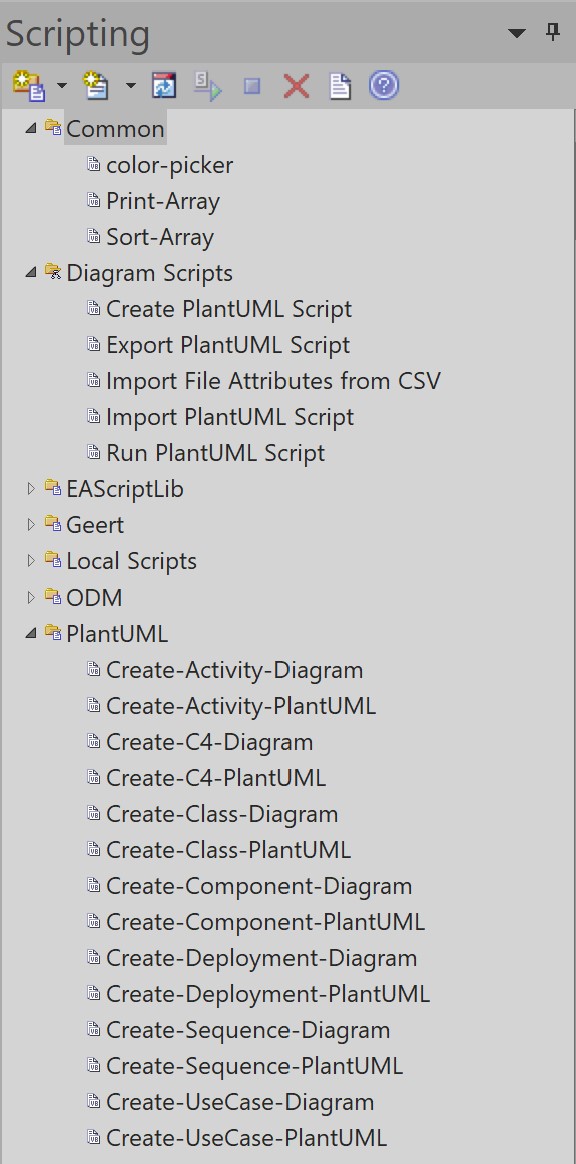 Scripting
Common
color-picker
Print-Array
Sort-Array
Diagram Scripts
Create PlantUML Script
Export PlantUML Script
Import File Attributes from CSV
Import PlantUML Script
Run PlantUML Script
EAScriptLib
Geert
Local Scripts
ODM
PlantUML
Create-Activity-Diagram
Create-Activity-PlantUML
Create-C4-Diagram
Create-C4-PlantUML
Create-Class-Diagram
Create-Class-PlantUML
Create-Component-Diagram
Create-Component-PlantUML
Create-Deployment-Diagram
Create-Deployment-PlantUML
Create-Sequence-Diagram
Create-Sequence-PlantUML
Create-UseCase-Diagram
Create-UseCase-PlantUML